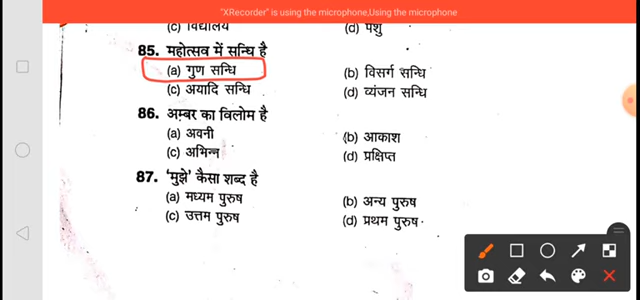 "XRecorder" is using the microphone,Using the microphone
(c) विद्यालय (d) पशु
85. महोत्सव में सन्धि है
(a) गुण सन्धि (b) विसर्ग सन्धि
(c) अयादि सन्धि (d) व्यंजन सन्धि
86. अम्बर का विलोम है
(a) अवनी (b) आकाश
(c) अभिन्न (d) प्रक्षिप्त
87. 'मुझे' कैसा शब्द है
(a) मध्यम पुरुष (b) अन्य पुरुष
(c) उत्तम पुरुष (d) प्रथम पुरुष